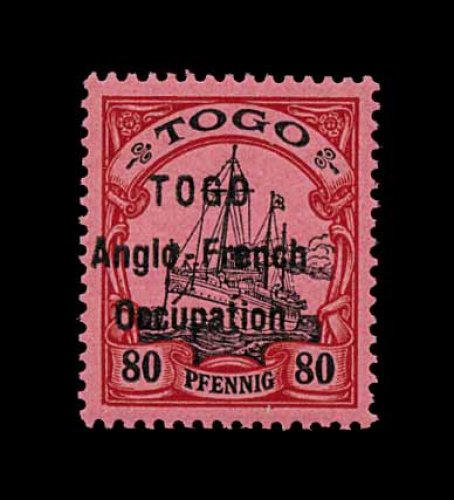 TOGO
TOGO
Anglo-French
Occupation
80 PFENNIG 80